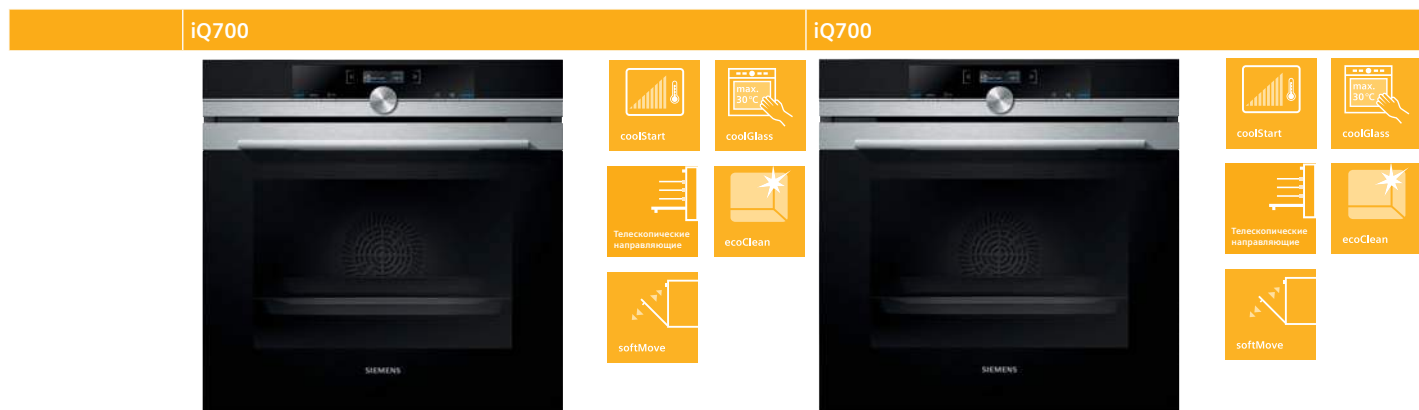 iQ700
iQ700
coolStart
max.
30 °C
coolGlass
Телескопические
направляющие
ecoClean
softMove
SIEMENS
coolStart
max.
30 °C
coolGlass
Телескопические
направляющие
ecoClean
softMove
SIEMENS